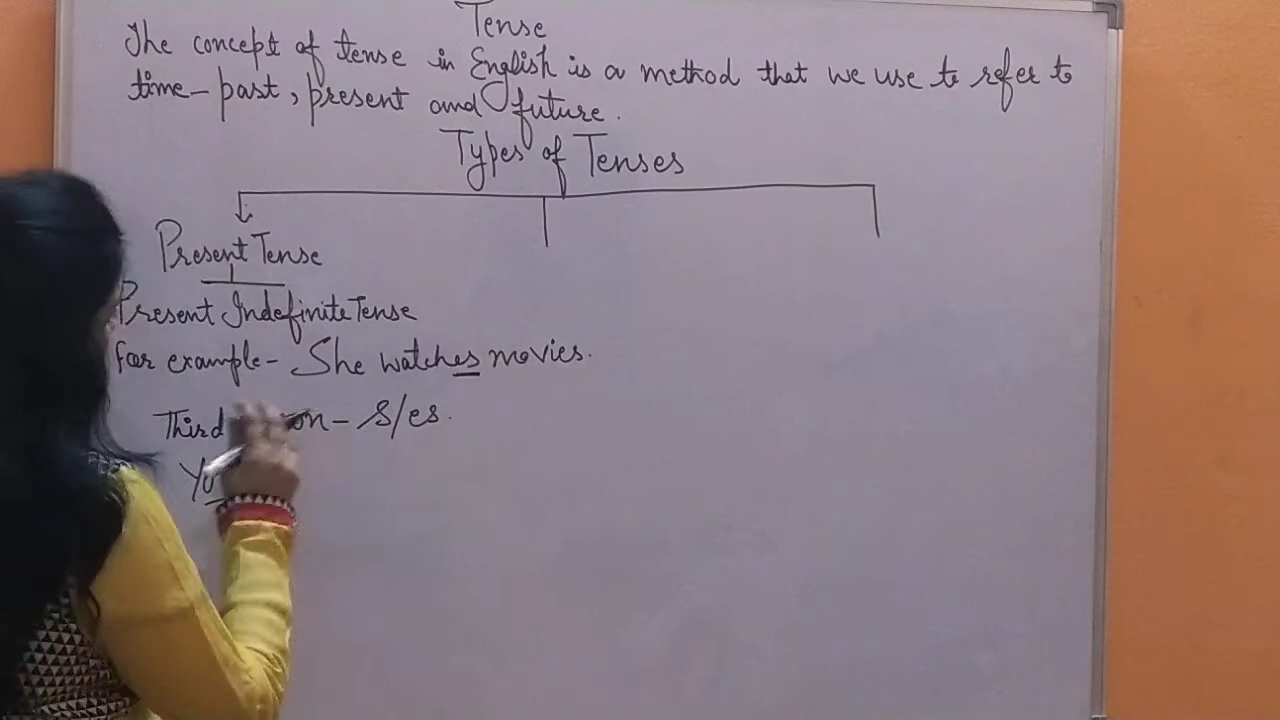 Tense
The concept of tense in English is a method that we use to refer to
time - past, present and future.
Types of Tenses
Present Tense
Present Indefinite Tense
For example - She watches movies.
Third - s/es.